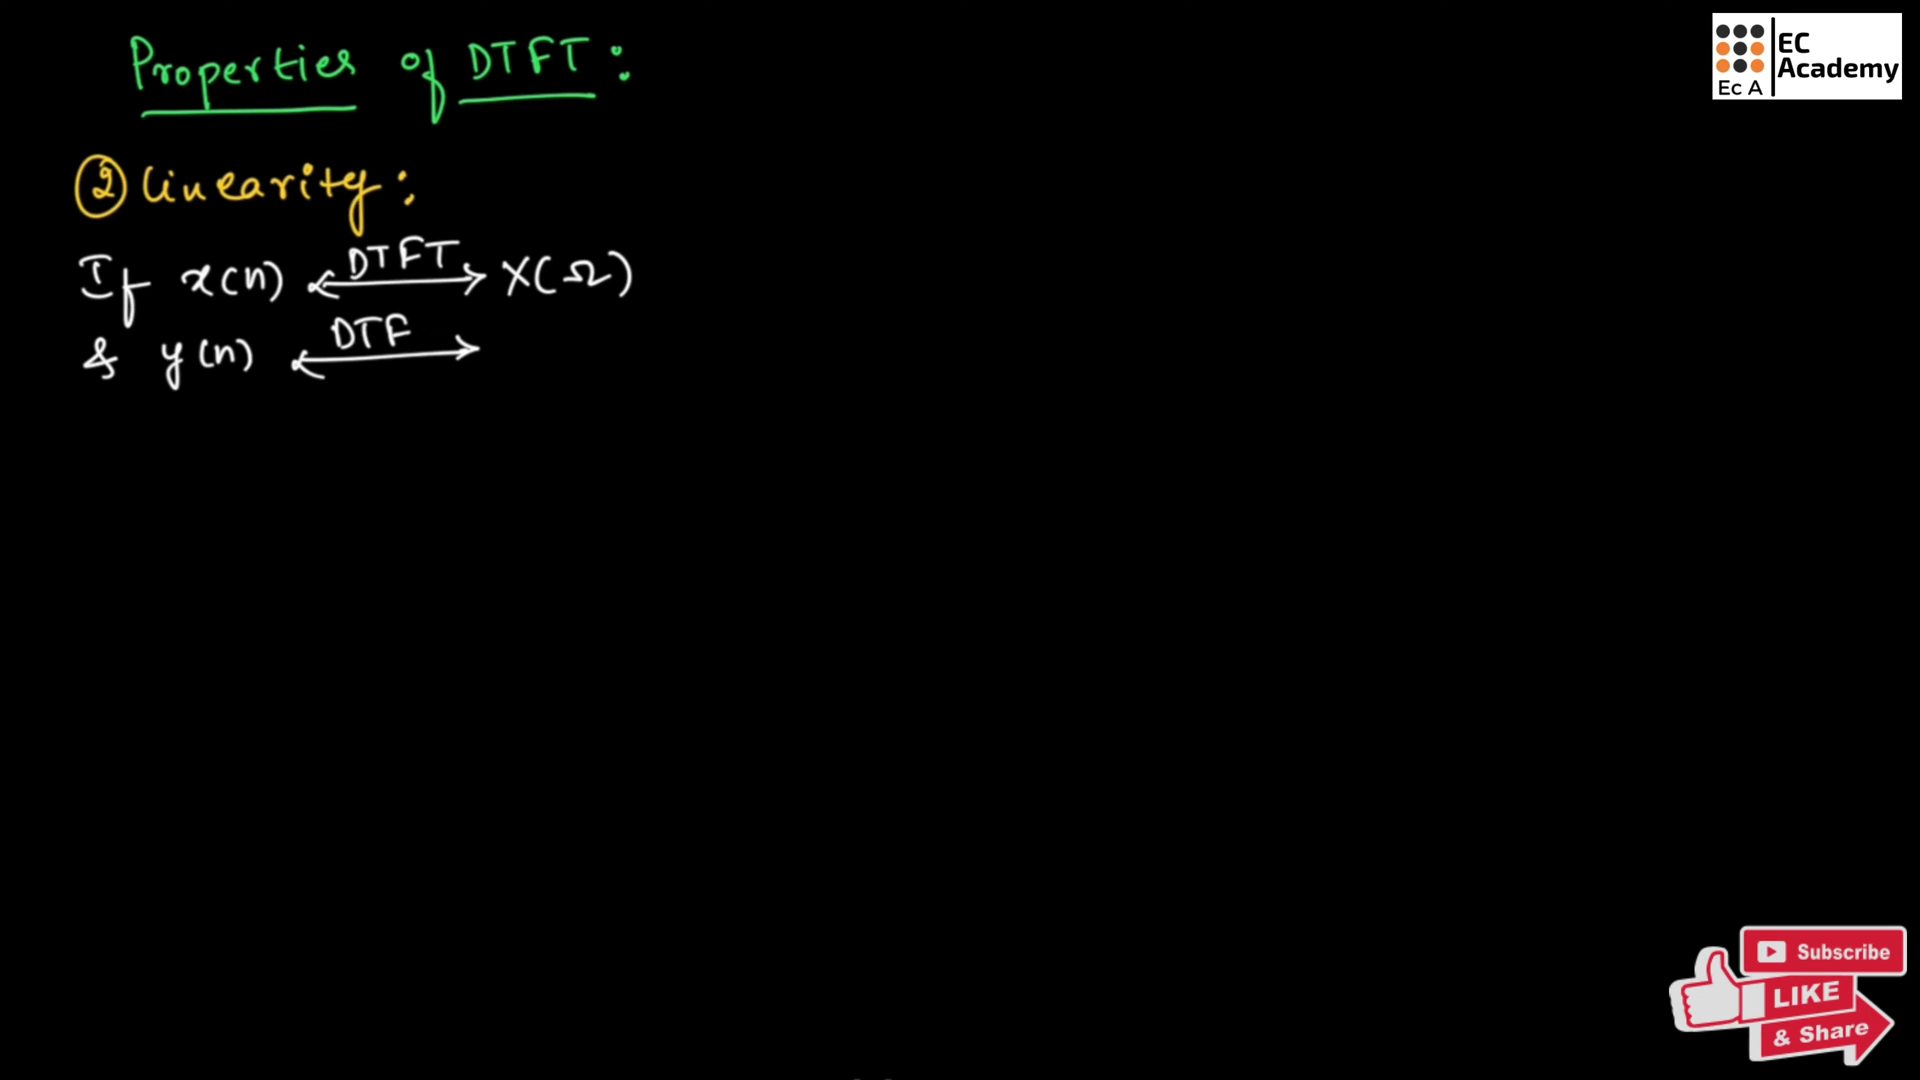 Properties of DTFT:
EC Academy
Ec A
② Linearity:
If x(n) <-DTFT-> X(Ω)
& y(n) <-DTF->
Subscribe
LIKE
& Share